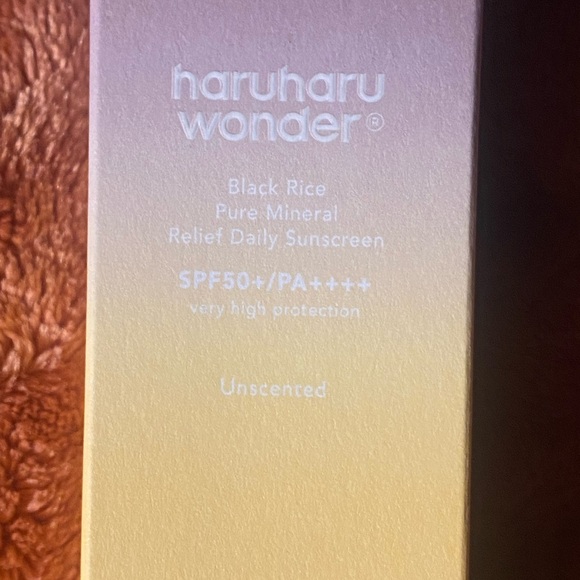 haruharu
wonder®
Black Rice
Pure Mineral
Relief Daily Sunscreen
SPF50+/PA++++
very high protection
Unscented